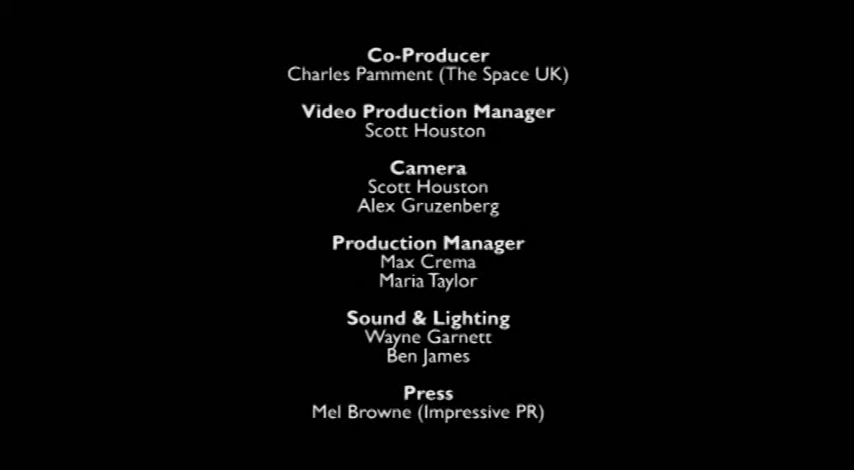 Co-Producer
Charles Pamment (The Space UK)
Video Production Manager
Scott Houston
Camera
Scott Houston
Alex Gruzenberg
Production Manager
Max Crema
Maria Taylor
Sound & Lighting
Wayne Garnett
Ben James
Press
Mel Browne (Impressive PR)